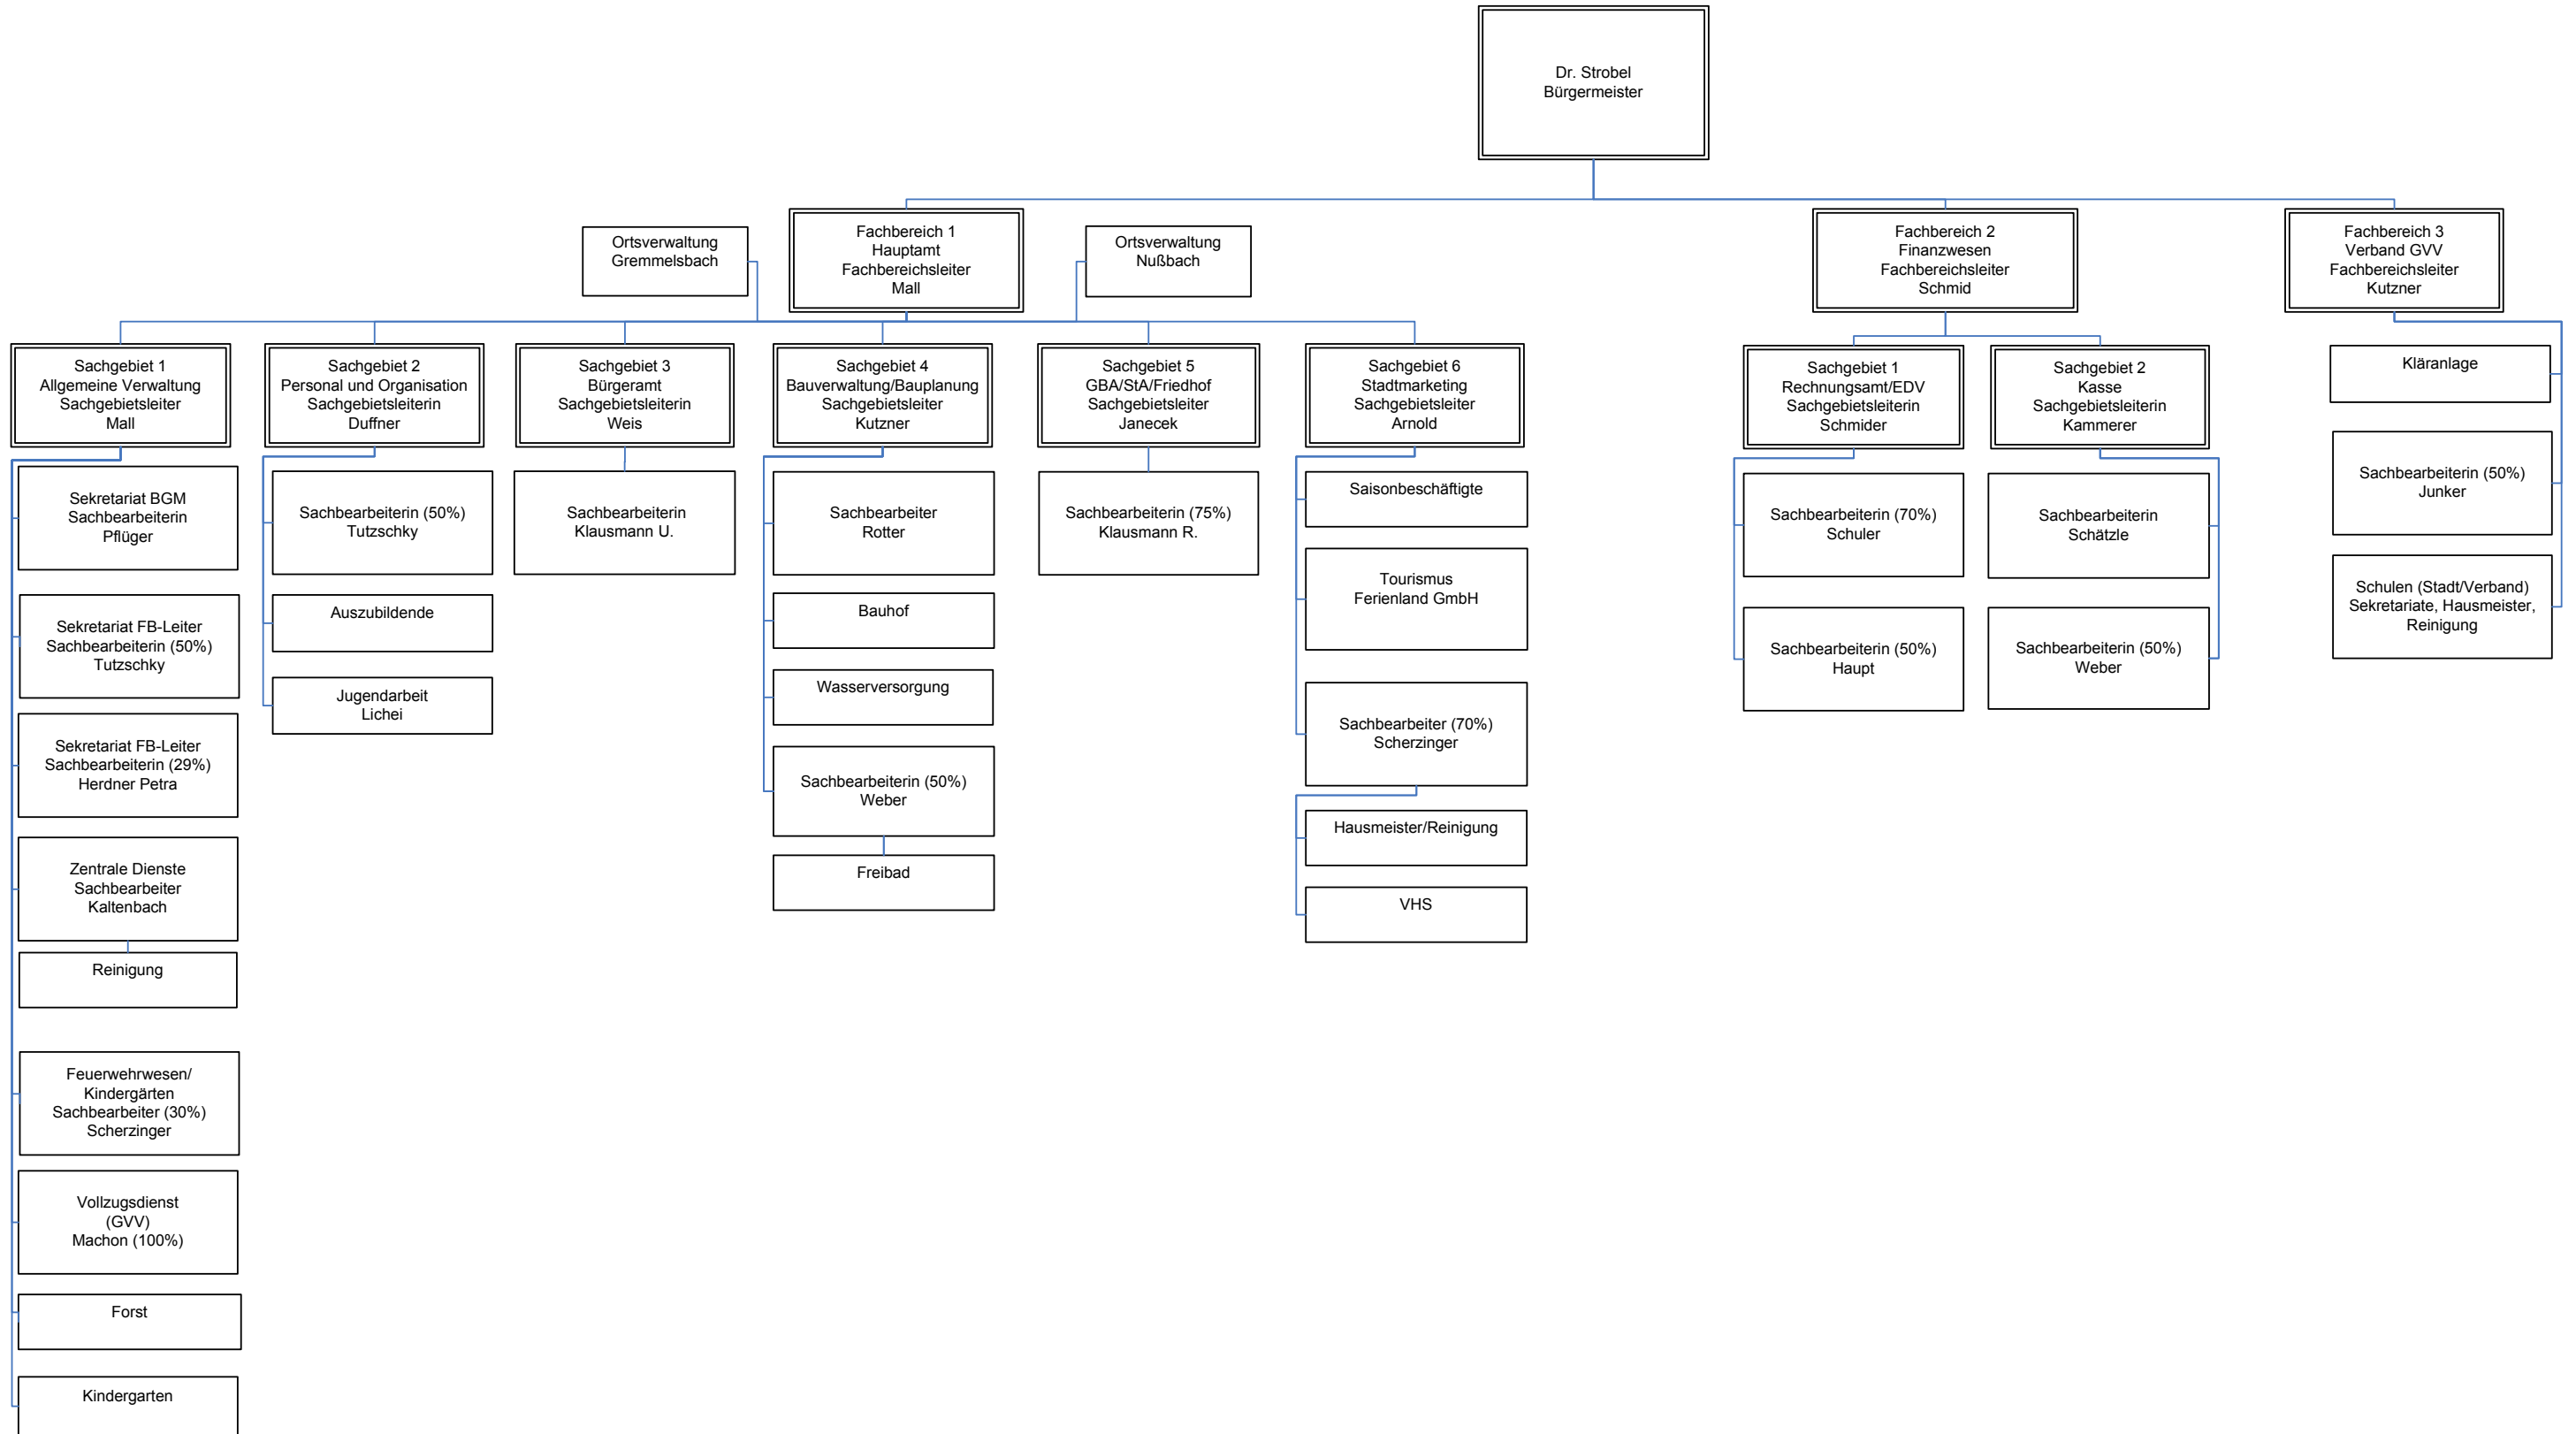 Dr. Strobel
Bürgermeister
Ortsverwaltung
Gremmelsbach
Fachbereich 1
Hauptamt
Fachbereichsleiter
Mall
Ortsverwaltung
Nußbach
Fachbereich 2
Finanzwesen
Fachbereichsleiter
Schmid
Fachbereich 3
Verband GVV
Fachbereichsleiter
Kutzner
Sachgebiet 1
Allgemeine Verwaltung
Sachgebietsleiter
Mall
Sachgebiet 2
Personal und Organisation
Sachgebietsleiterin
Duffner
Sachgebiet 3
Bürgeramt
Sachgebietsleiterin
Weis
Sachgebiet 4
Bauverwaltung/Bauplanung
Sachgebietsleiter
Kutzner
Sachgebiet 5
GBA/StA/Friedhof
Sachgebietsleiter
Janecek
Sachgebiet 6
Stadtmarketing
Sachgebietsleiter
Arnold
Sachgebiet 1
Rechnungsamt/EDV
Sachgebietsleiterin
Schmider
Sachgebiet 2
Kasse
Sachgebietsleiterin
Kammerer
Kläranlage
Sekretariat BGM
Sachbearbeiterin
Pflüger
Sekretariat FB-Leiter
Sachbearbeiterin (50%)
Tutzschky
Sekretariat FB-Leiter
Sachbearbeiterin (29%)
Herdner Petra
Zentrale Dienste
Sachbearbeiter
Kaltenbach
Reinigung
Feuerwehrwesen/
Kindergärten
Sachbearbeiter (30%)
Scherzinger
Vollzugsdienst
(GVV)
Machon (100%)
Forst
Kindergarten
Sachbearbeiterin (50%)
Tutzschky
Auszubildende
Jugendarbeit
Lichei
Sachbearbeiterin
Klausmann U.
Sachbearbeiter
Rotter
Bauhof
Wasserversorgung
Sachbearbeiterin (50%)
Weber
Freibad
Sachbearbeiterin (75%)
Klausmann R.
Saisonbeschäftigte
Tourismus
Ferienland GmbH
Sachbearbeiter (70%)
Scherzinger
Hausmeister/Reinigung
VHS
Sachbearbeiterin (70%)
Schuler
Sachbearbeiterin (50%)
Haupt
Sachbearbeiterin
Schätzle
Sachbearbeiterin (50%)
Weber
Sachbearbeiterin (50%)
Junker
Schulen (Stadt/Verband)
Sekretariate, Hausmeister,
Reinigung